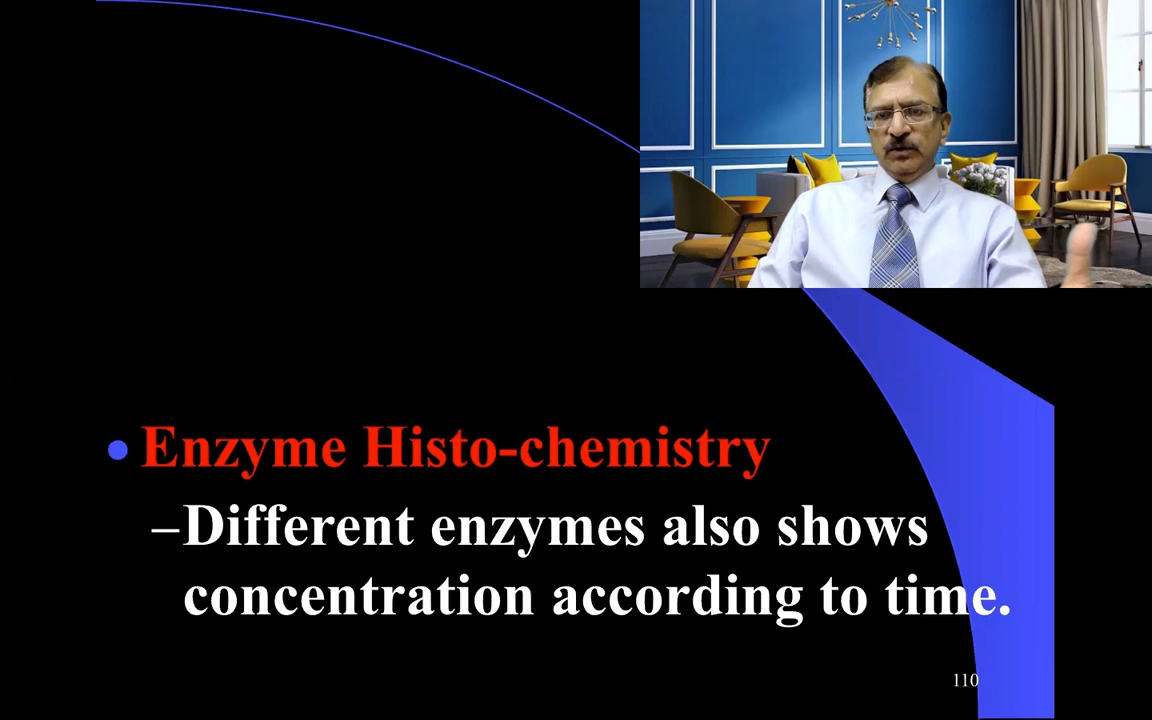 Enzyme Histo-chemistry
–Different enzymes also shows
concentration according to time.
110